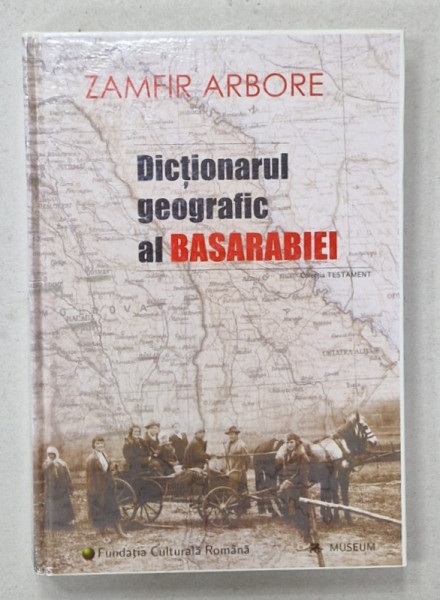 ZAMFIR ARBORE
Dicționarul
geografic
al BASARABIEI
Colecția TESTAMENT
Fundația Culturală Română
MUSEUM